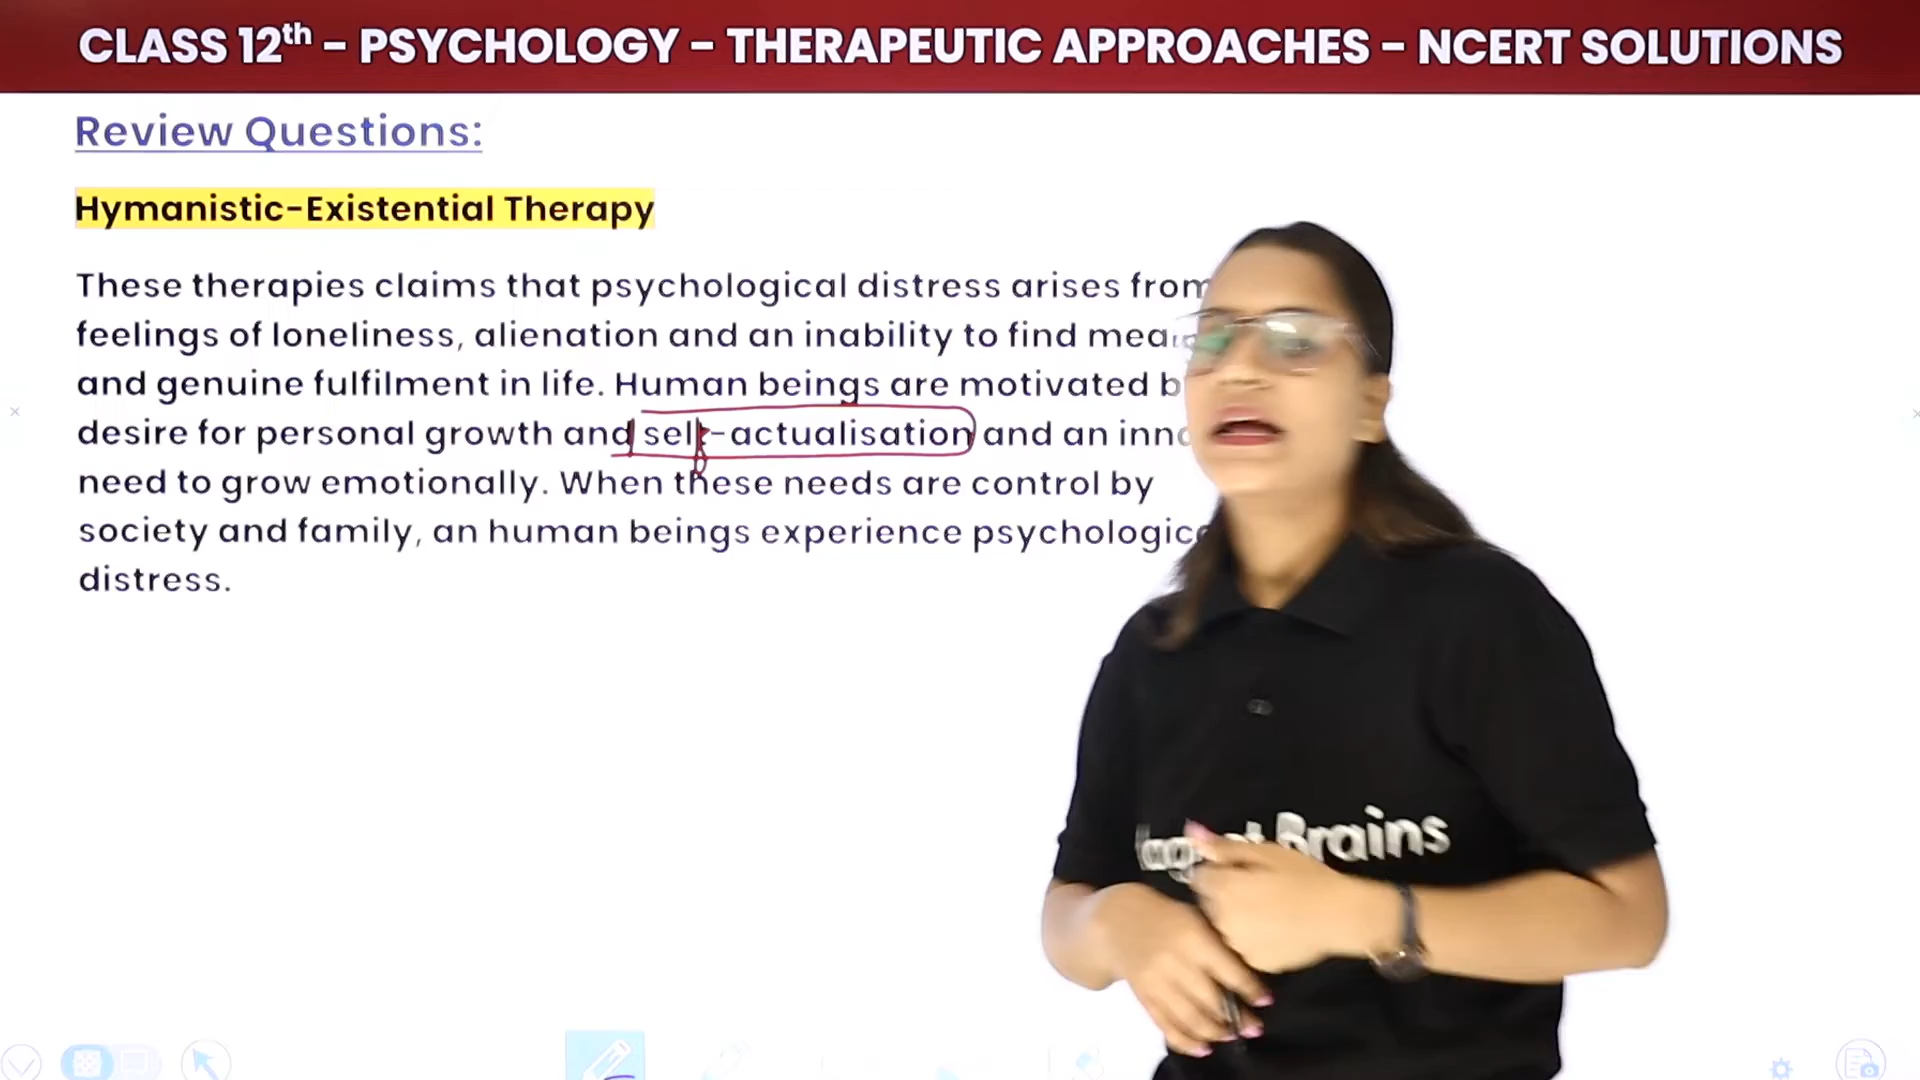 CLASS 12th - PSYCHOLOGY - THERAPEUTIC APPROACHES - NCERT SOLUTIONS
Review Questions:
Hymanistic-Existential Therapy
These therapies claims that psychological distress arises from
feelings of loneliness, alienation and an inability to find
and genuine fulfilment in life. Human beings are motivated
desire for personal growth and self-actualisation and an
need to grow emotionally. When these needs are control by
society and family, an human beings experience
distress.
Brains